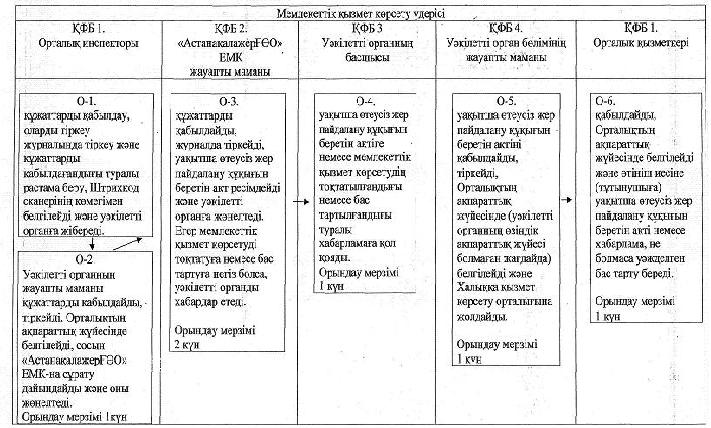 Мемлекеттік қызмет көрсету үдерісі
ҚФБ 1.
Орталық инспекторы
ҚФБ 2.
«АстанақалажерҒӨО»
ЕМК
жауапты маманы
ҚФБ 3
Уәкілетті органның
басшысы
ҚФБ 4.
Уәкілетті орган бөлімінің
жауапты маманы
ҚФБ 1.
Орталық қызметкері
О-1.
құжаттарды қабылдау,
оларды тіркеу
журналында тіркеу және
құжаттарды
қабылдағандығы туралы
растама беру, Штрихкод
сканерінің көмегімен
белгілейді және уәкілетті
органға жібереді.
О-2
Уәкілетті органның
жауапты маманы
құжаттарды қабылдайды,
тіркейді. Орталықтың
ақпараттық жүйесінде
белгілейді, сосын
«АстанақалажерҒӨО»
ЕМК-на сұрату
дайындайды және оны
жөнелтеді.
Орындау мерзімі 1күн
О-3.
құжаттарды
қабылдайды,
журналда тіркейді,
уақытша өтеусіз жер
пайдалану құқығын
беретін акт ресімдейді
және уәкілетті
органға жөнелтеді.
Егер мемлекеттік
қызмет көрсетуді
тоқтатуға немесе бас
тартуға негіз болса,
уәкілетті органды
хабардар етеді.
Орындау мерзімі
2 күн
О-4.
уақытша өтеусіз жер
пайдалану құқығын
беретін актіге
немесе мемлекеттік
қызмет көрсетудің
тоқтатылғандығы
немесе бас
тартылғандығы
туралы
хабарламаға қол
қояды.
Орындау мерзімі
1 күн
О-5.
уақытша өтеусіз жер
пайдалану құқығын
беретін актіні
қабылдайды,
тіркейді,
Орталықтың
ақпараттық
жүйесінде (уәкілетті
органның өзіндік
ақпараттық жүйесі
болмаған жағдайда)
белгілейді және
Халыққа қызмет
көрсету орталығына
жолдайды.
Орындау мерзімі
1 күн
О-6.
қабылдайды,
Орталықтың
ақпараттық
жүйесінде белгілейді
және өтініш иесіне
(тұтынушыға)
уақытша өтеусіз жер
пайдалану құқығын
беретін акті немесе
хабарлама, не
болмаса уәжделген
бас тарту береді.